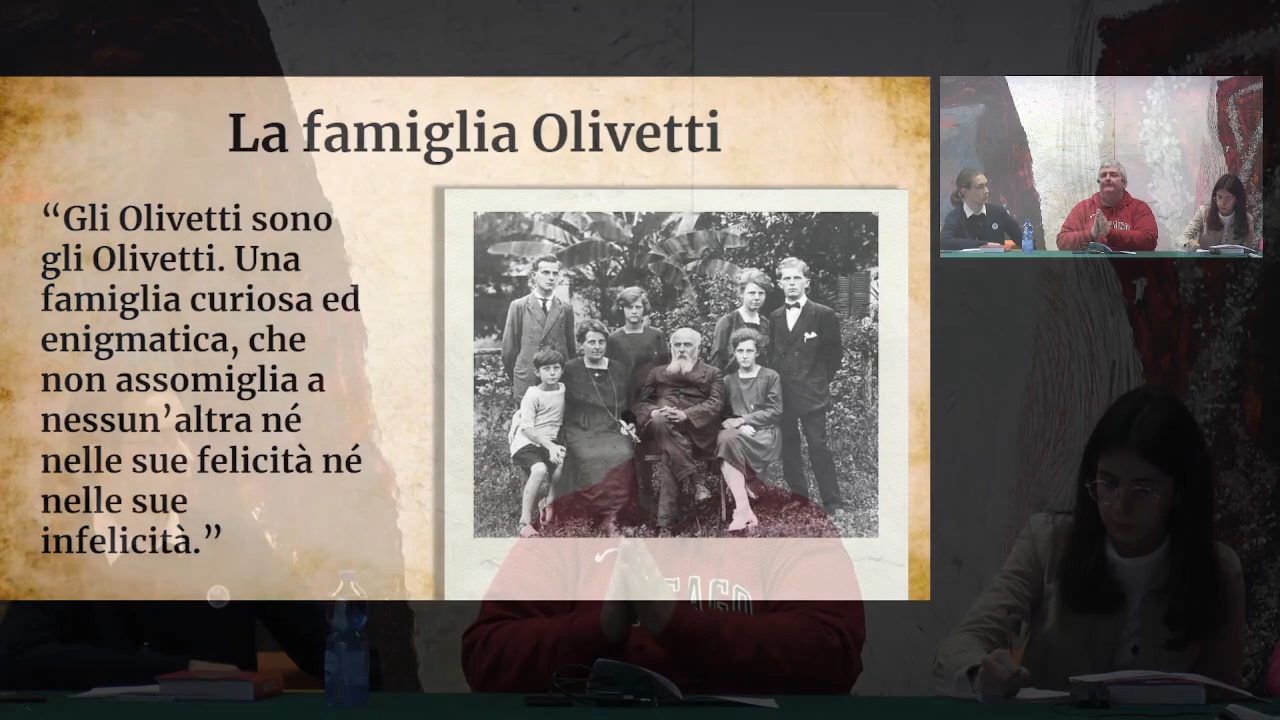 La famiglia Olivetti
“Gli Olivetti sono
gli Olivetti. Una
famiglia curiosa ed
enigmatica, che
non assomiglia a
nessun’altra né
nelle sue felicità né
nelle sue
infelicità.”